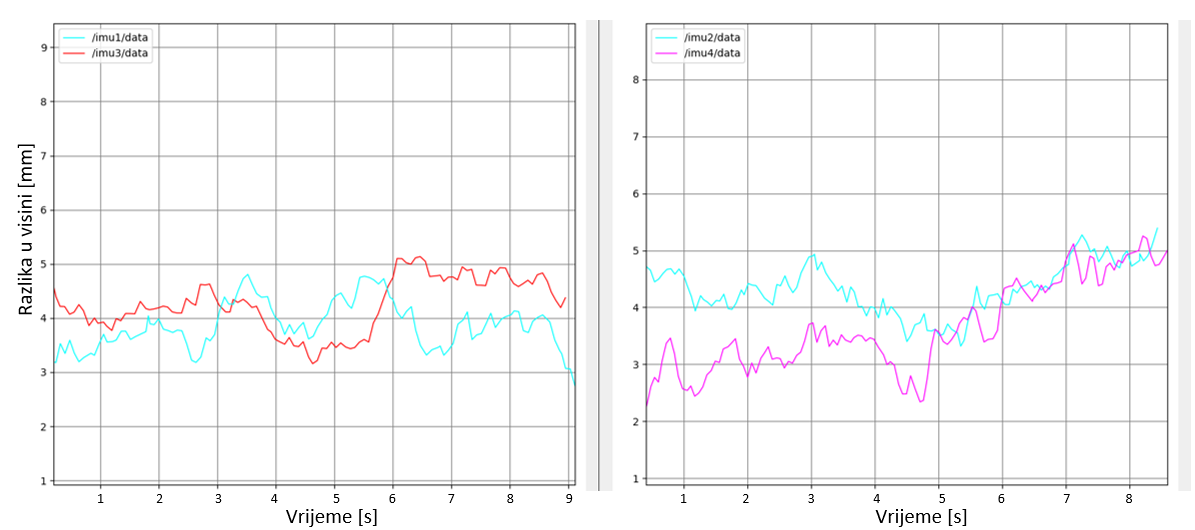 /imu1/data
/imu3/data
Razlika u visini [mm]
9
8
7
6
5
4
3
2
1
1 2 3 4 5 6 7 8 9
Vrijeme [s]
/imu2/data
/imu4/data
8
7
6
5
4
3
2
1
1 2 3 4 5 6 7 8
Vrijeme [s]